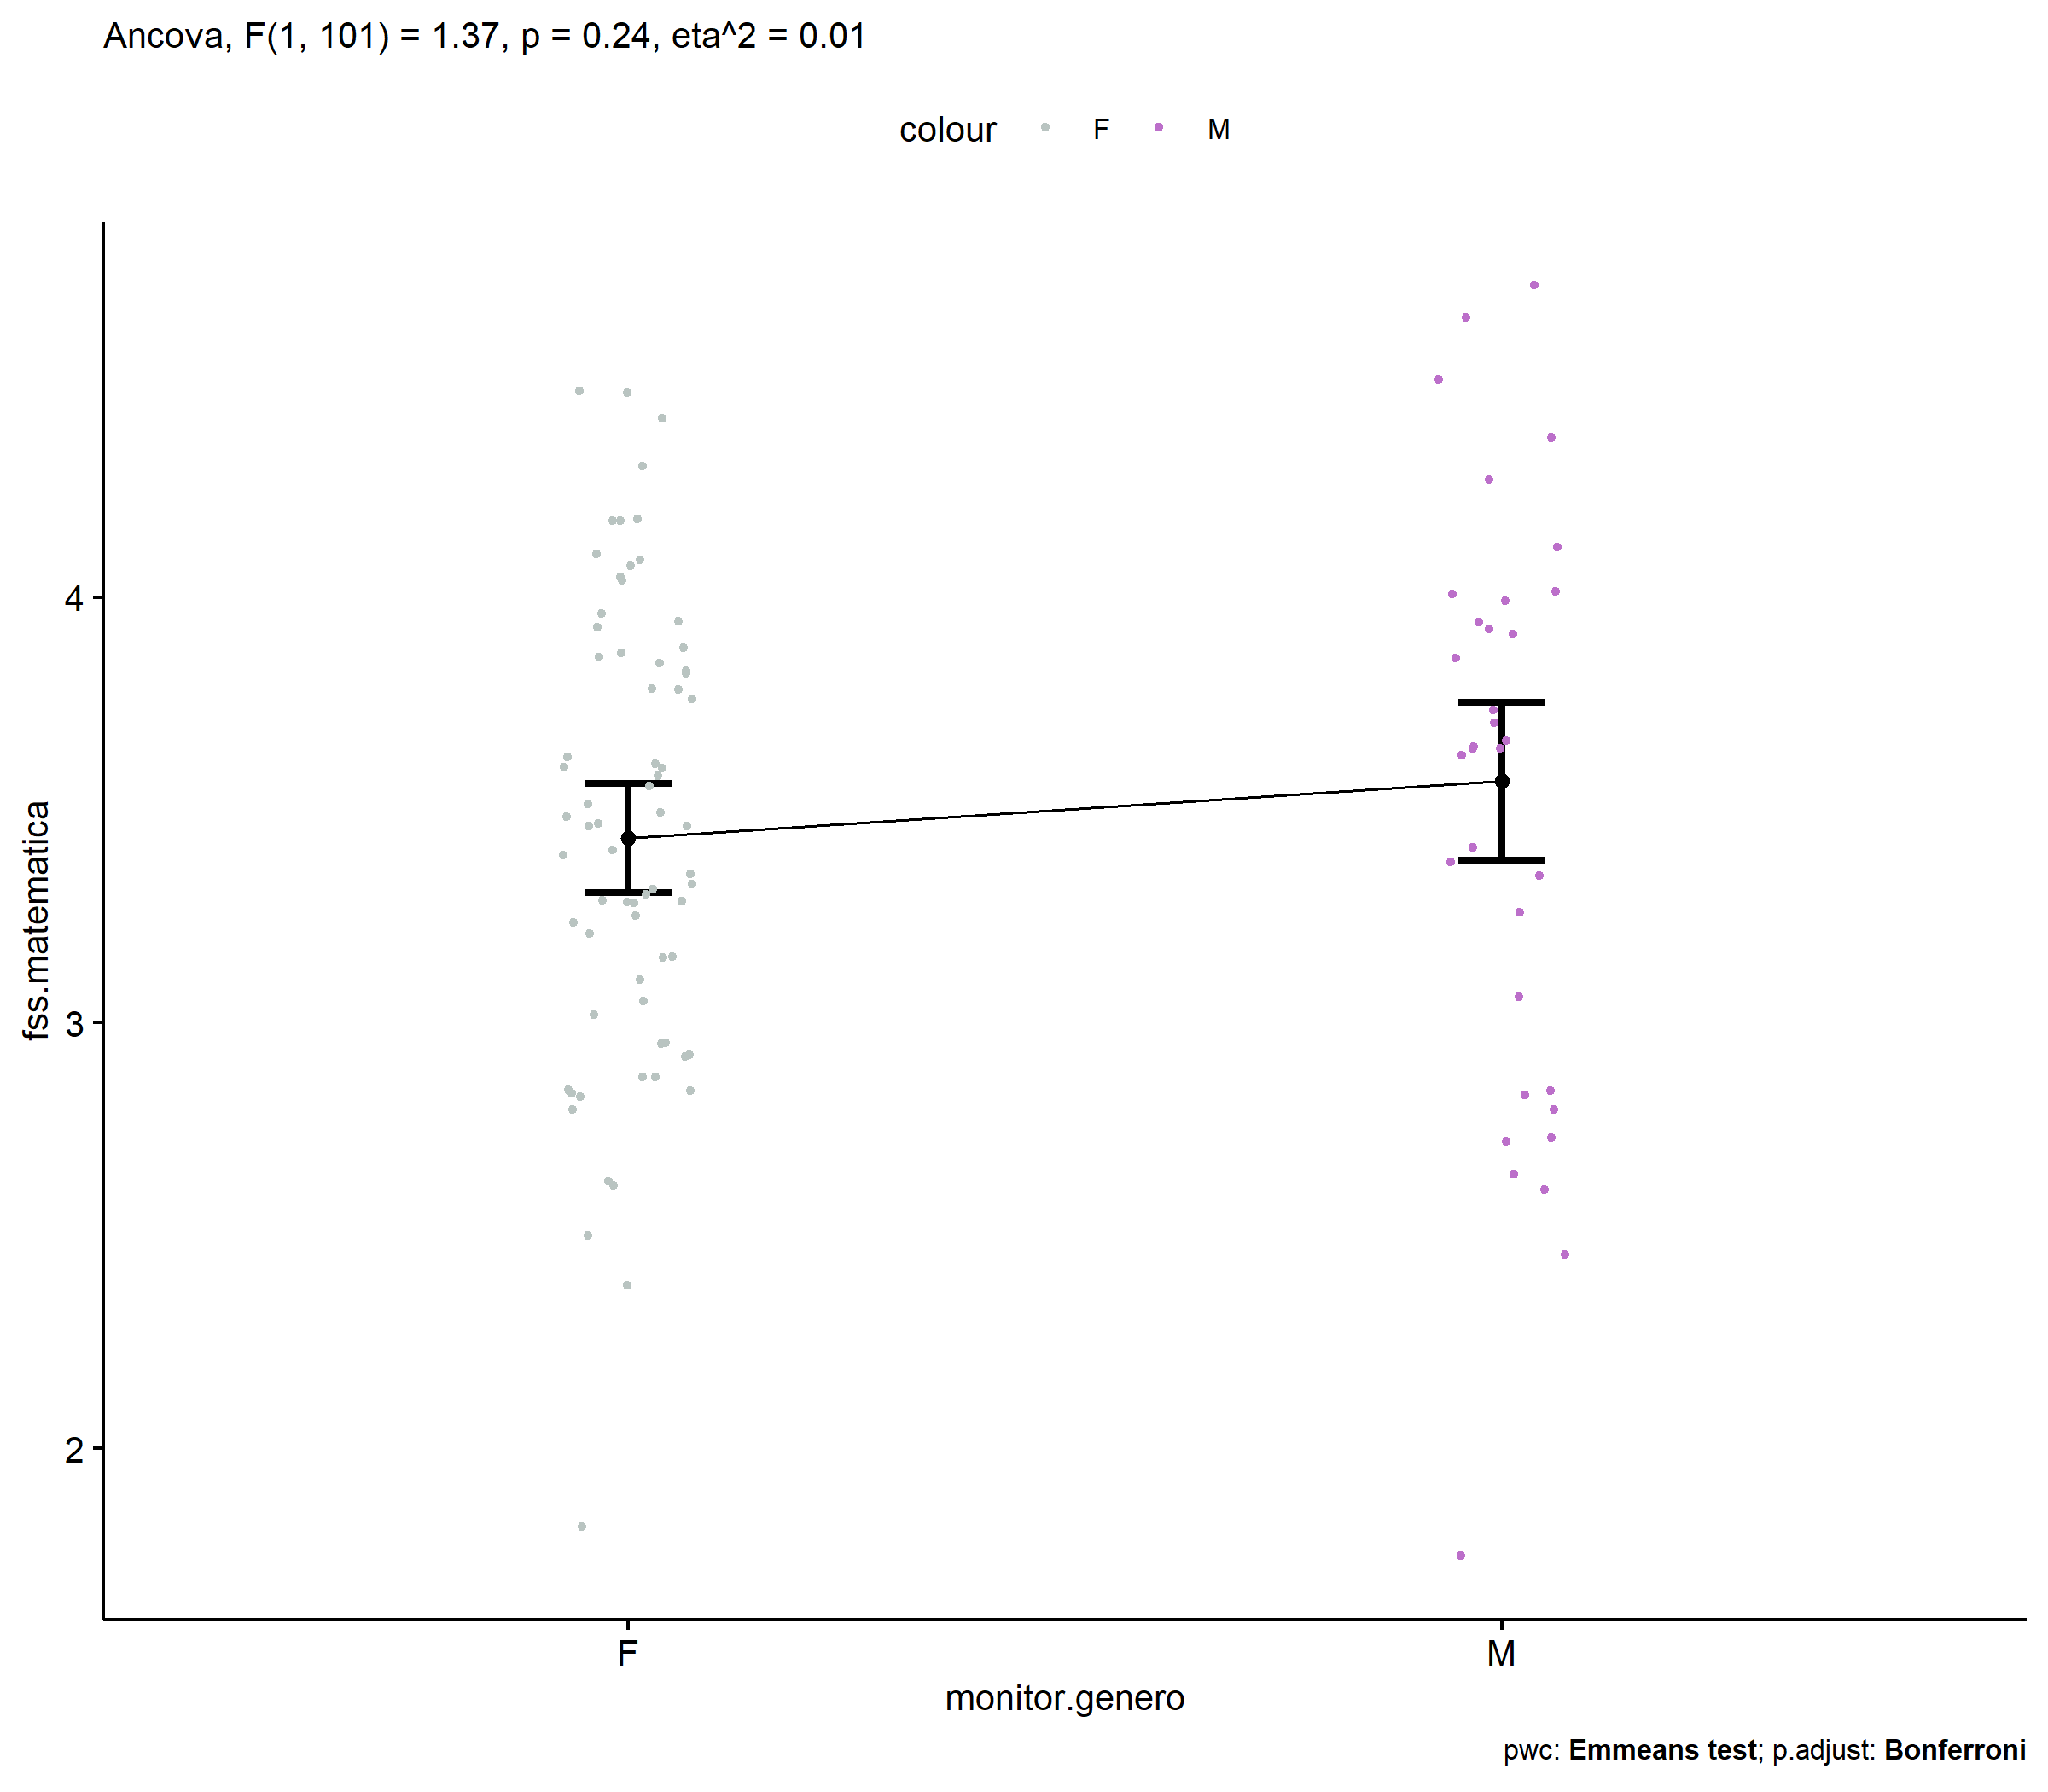 Ancova, F(1, 101) = 1.37, p = 0.24, eta^2 = 0.01
colour F M
fss.matematica
4
3
2
F M
monitor.genero
pwc: Emmeans test; p.adjust: Bonferroni